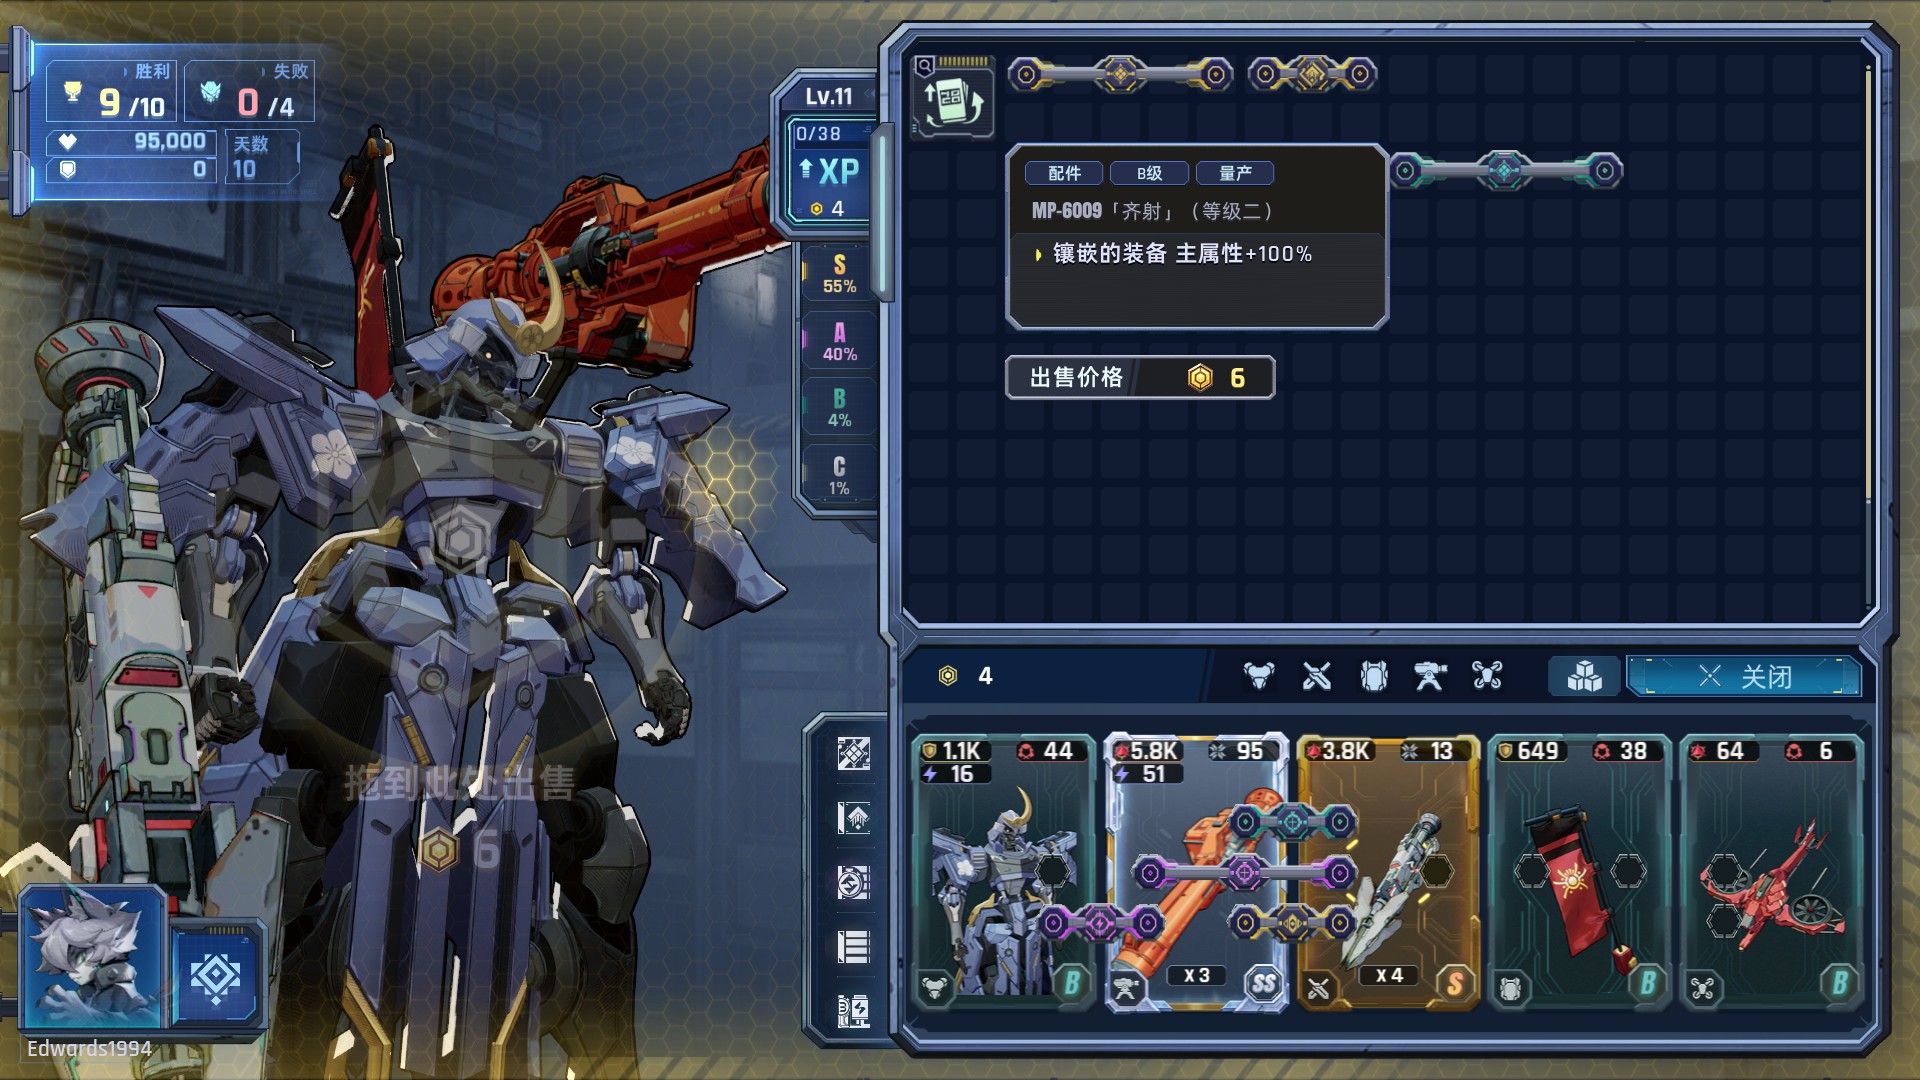 胜利
9/10
失败
0/4
95,000
0
天数
10
Lv.11
0/38
XP
4
S
55%
A
40%
B
4%
C
1%
配件
B级
量产
MP-6009「齐射」（等级二）
镶嵌的装备 主属性+100%
出售价格
6
拖到此处出售
6
4
关闭
1.1K
44
16
B
5.8K
95
51
x3
SS
3.8K
13
x4
S
649
38
B
64
6
B
Edwards1994